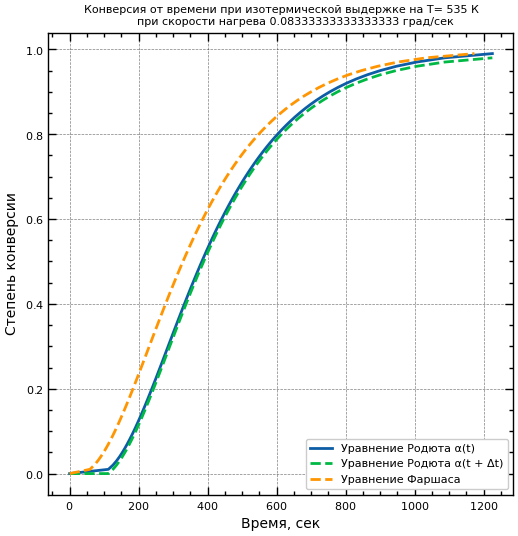 Конверсия от времени при изотермической выдержке на T= 535 К
при скорости нагрева 0.08333333333333333 град/сек
1.0
0.8
0.6
0.4
0.2
0.0
Степень конверсии
0 200 400 600 800 1000 1200
Время, сек
Уравнение Родюта α(t)
Уравнение Родюта α(t + Δt)
Уравнение Фаршаса